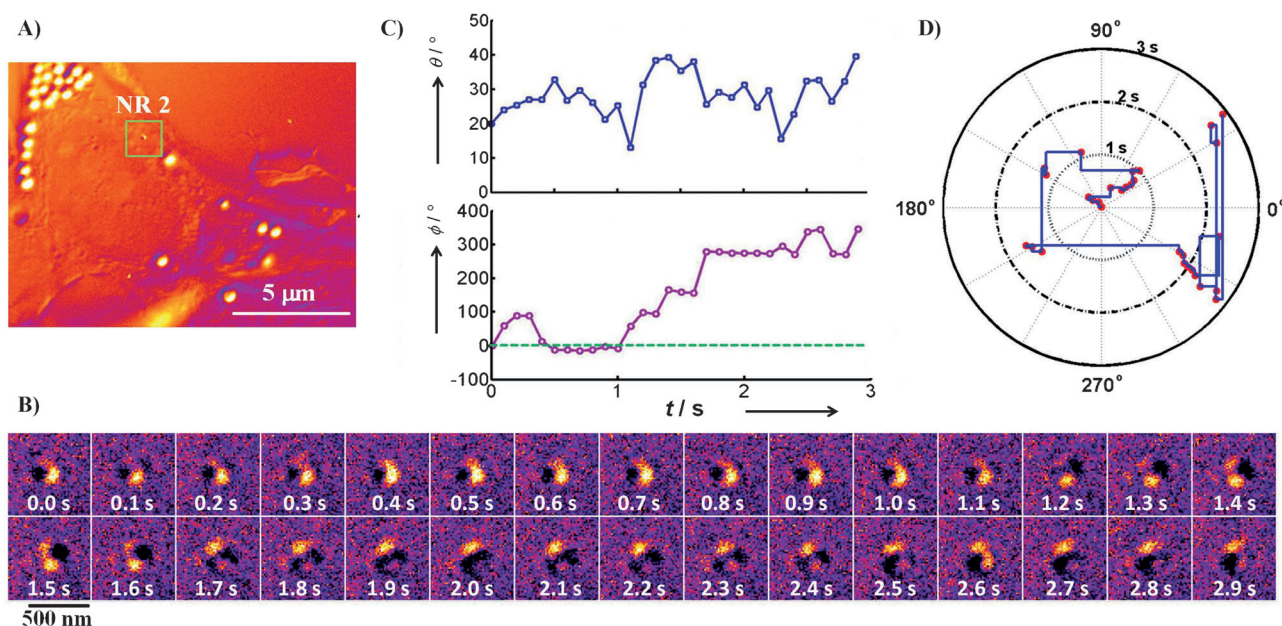 A)
NR 2
5 µm
C)
θ / °
50
40
30
20
10
0
ϕ / °
400
300
200
100
0
-100
0 1 2 3
t / s
D)
90°
3 s
2 s
1 s
180°
0°
270°
B)
0.0 s 0.1 s 0.2 s 0.3 s 0.4 s 0.5 s 0.6 s 0.7 s 0.8 s 0.9 s 1.0 s 1.1 s 1.2 s 1.3 s 1.4 s
1.5 s 1.6 s 1.7 s 1.8 s 1.9 s 2.0 s 2.1 s 2.2 s 2.3 s 2.4 s 2.5 s 2.6 s 2.7 s 2.8 s 2.9 s
500 nm